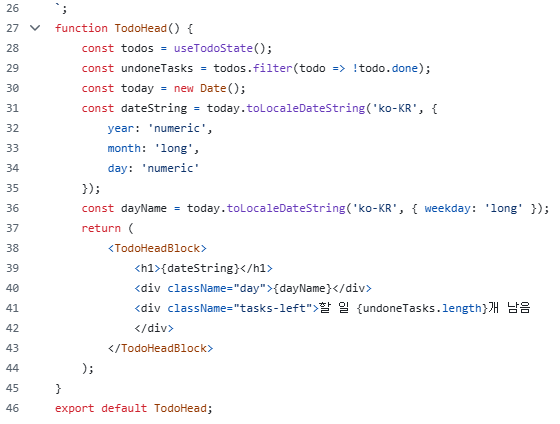 26 `;
27 function TodoHead() {
28 const todos = useTodoState();
29 const undoneTasks = todos.filter(todo => !todo.done);
30 const today = new Date();
31 const dateString = today.toLocaleDateString('ko-KR', {
32 year: 'numeric',
33 month: 'long',
34 day: 'numeric'
35 });
36 const dayName = today.toLocaleDateString('ko-KR', { weekday: 'long' });
37 return (
38 <TodoHeadBlock>
39 <h1>{dateString}</h1>
40 <div className="day">{dayName}</div>
41 <div className="tasks-left">할 일 {undoneTasks.length}개 남음
42 </div>
43 </TodoHeadBlock>
44 );
45 }
46 export default TodoHead;